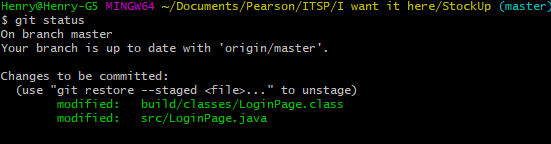 Henry@Henry-G5 MINGW64 ~/Documents/Pearson/ITSP/I want it here/StockUp (master)
$ git status
On branch master
Your branch is up to date with 'origin/master'.
Changes to be committed:
(use "git restore --staged <file>..." to unstage)
modified: build/classes/LoginPage.class
modified: src/LoginPage.java